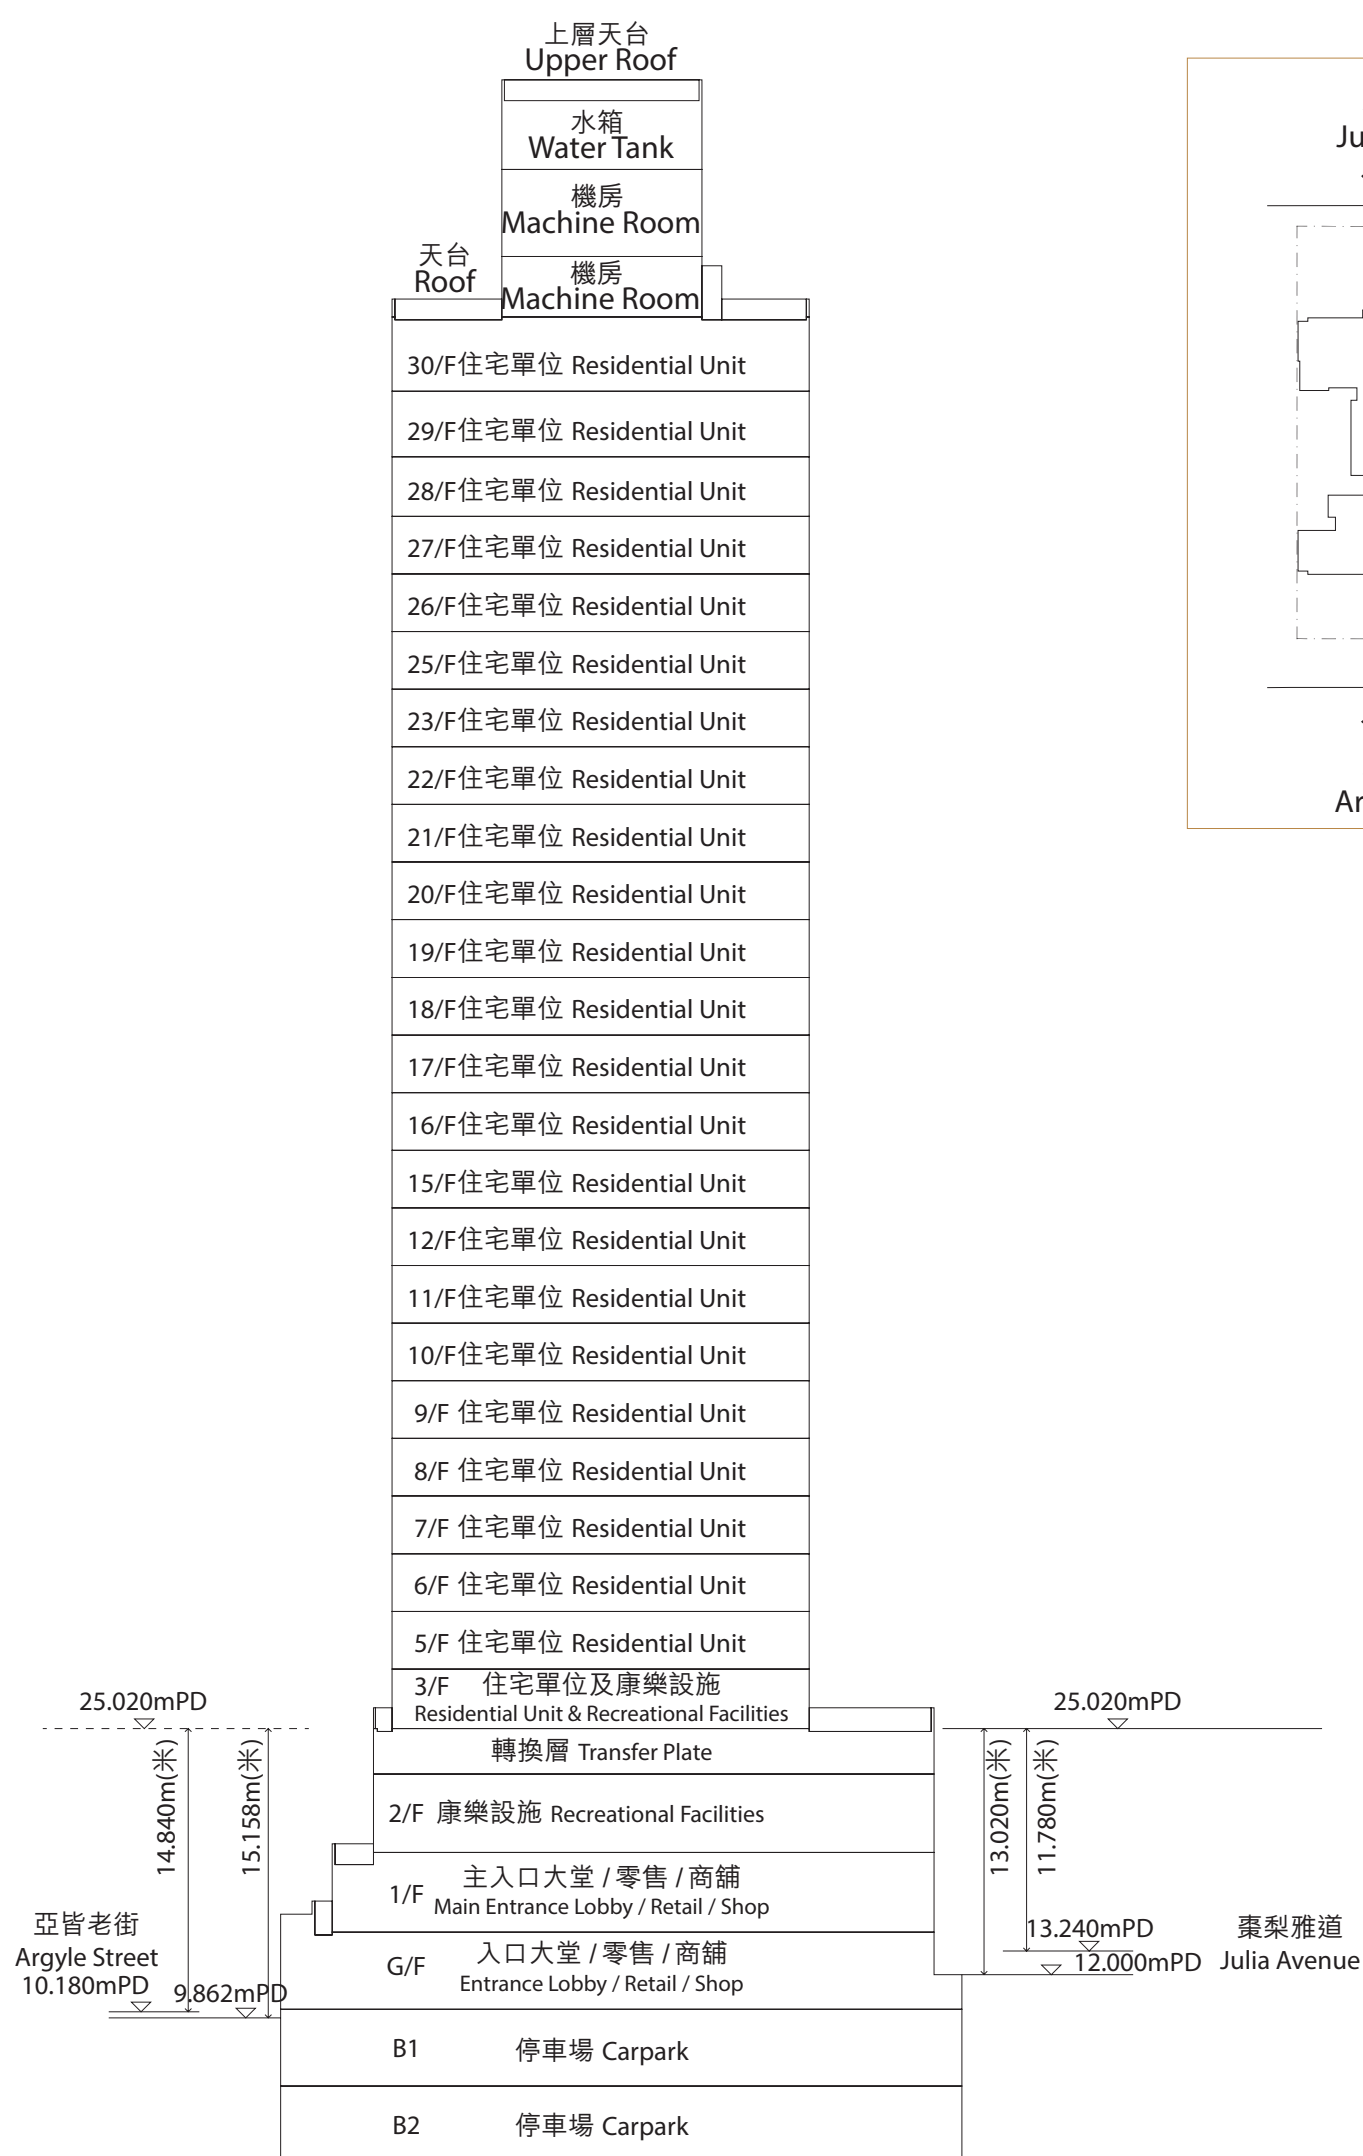 上層天台
Upper Roof
水箱
Water Tank
機房
Machine Room
天台
Roof
機房
Machine Room
30/F住宅單位 Residential Unit
29/F住宅單位 Residential Unit
28/F住宅單位 Residential Unit
27/F住宅單位 Residential Unit
26/F住宅單位 Residential Unit
25/F住宅單位 Residential Unit
23/F住宅單位 Residential Unit
22/F住宅單位 Residential Unit
21/F住宅單位 Residential Unit
20/F住宅單位 Residential Unit
19/F住宅單位 Residential Unit
18/F住宅單位 Residential Unit
17/F住宅單位 Residential Unit
16/F住宅單位 Residential Unit
15/F住宅單位 Residential Unit
12/F住宅單位 Residential Unit
11/F住宅單位 Residential Unit
10/F住宅單位 Residential Unit
9/F 住宅單位 Residential Unit
8/F 住宅單位 Residential Unit
7/F 住宅單位 Residential Unit
6/F 住宅單位 Residential Unit
5/F 住宅單位 Residential Unit
3/F 住宅單位及康樂設施
Residential Unit & Recreational Facilities
轉換層 Transfer Plate
2/F 康樂設施 Recreational Facilities
1/F 主入口大堂 / 零售 / 商舖
Main Entrance Lobby / Retail / Shop
G/F 入口大堂 / 零售 / 商舖
Entrance Lobby / Retail / Shop
B1 停車場 Carpark
B2 停車場 Carpark
25.020mPD
14.840m(米)
15.158m(米)
亞皆老街
Argyle Street
10.180mPD
9.862mPD
25.020mPD
13.020m(米)
11.780m(米)
13.240mPD
12.000mPD
棗梨雅道
Julia Avenue
Ju
Ar